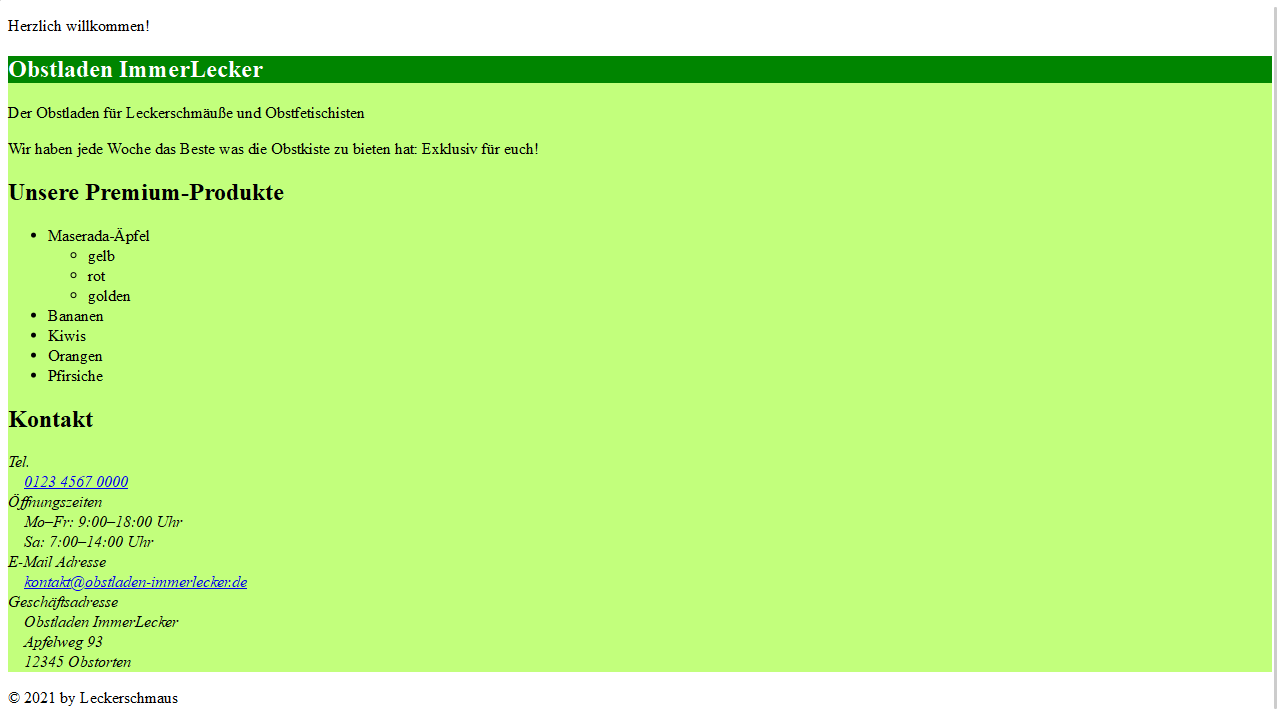 Herzlich willkommen!
Obstladen ImmerLecker
Der Obstladen für Leckerschmäuße und Obstfetischisten
Wir haben jede Woche das Beste was die Obstkiste zu bieten hat: Exklusiv für euch!
Unsere Premium-Produkte
Maserada-Äpfel
gelb
rot
golden
Bananen
Kiwis
Orangen
Pfirsiche
Kontakt
Tel.
0123 4567 0000
Öffnungszeiten
Mo–Fr: 9:00–18:00 Uhr
Sa: 7:00–14:00 Uhr
E-Mail Adresse
kontakt@obstladen-immerlecker.de
Geschäftsadresse
Obstladen ImmerLecker
Apfelweg 93
12345 Obstorten
© 2021 by Leckerschmaus